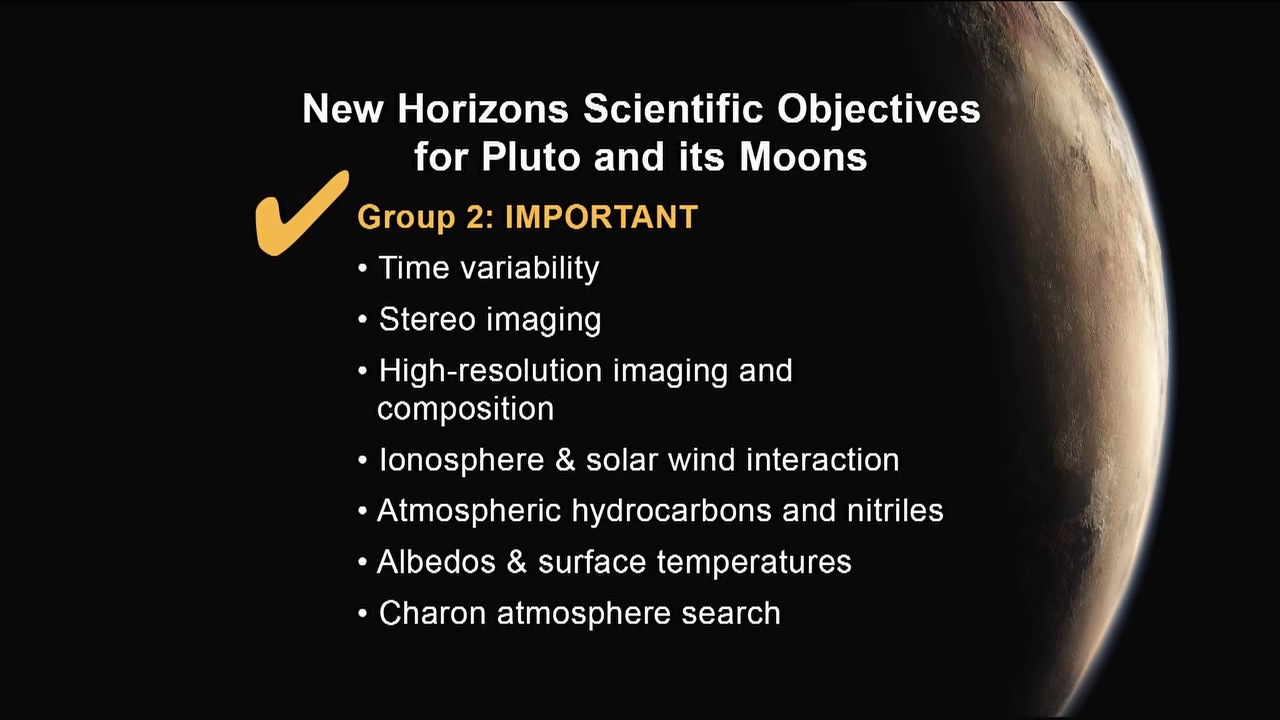 New Horizons Scientific Objectives
for Pluto and its Moons
Group 2: IMPORTANT
• Time variability
• Stereo imaging
• High-resolution imaging and
composition
• Ionosphere & solar wind interaction
• Atmospheric hydrocarbons and nitriles
• Albedos & surface temperatures
• Charon atmosphere search